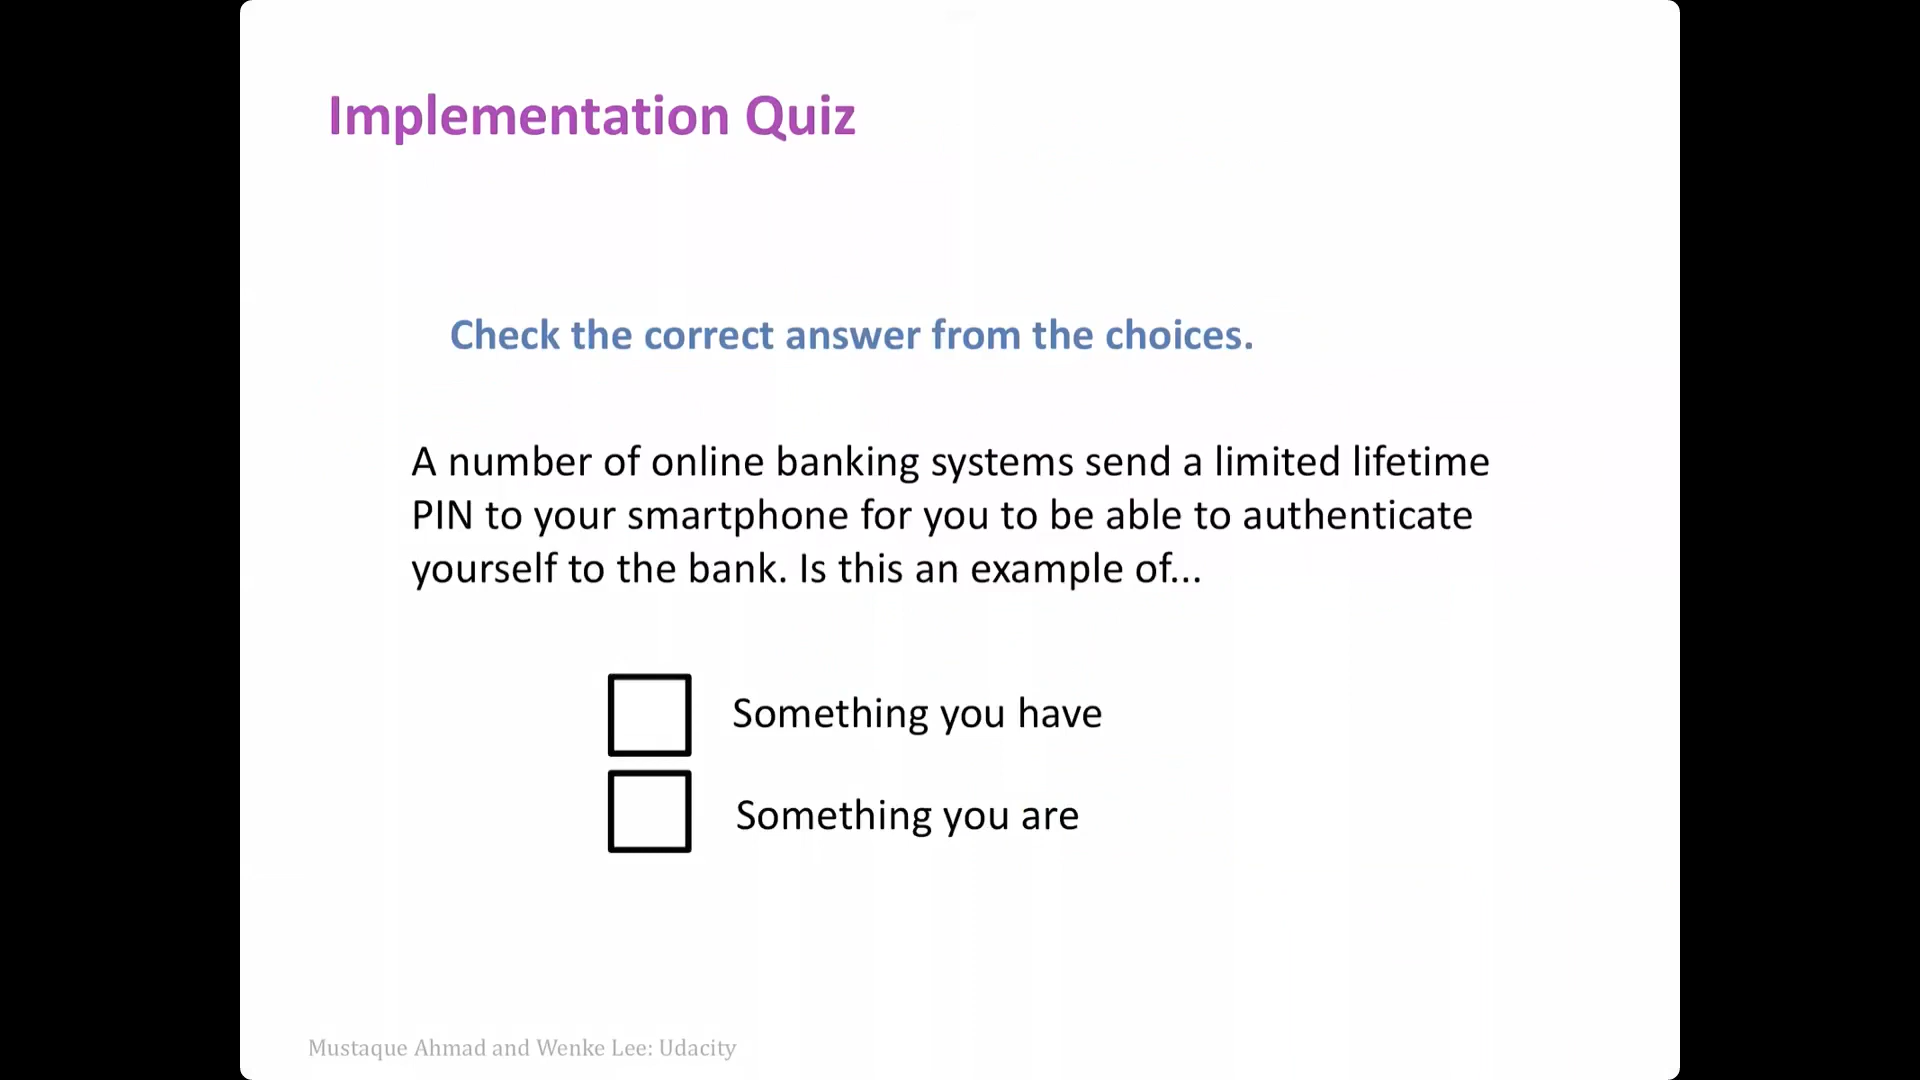 Implementation Quiz
Check the correct answer from the choices.
A number of online banking systems send a limited lifetime
PIN to your smartphone for you to be able to authenticate
yourself to the bank. Is this an example of...
Something you have
Something you are
Mustaque Ahmad and Wenke Lee: Udacity